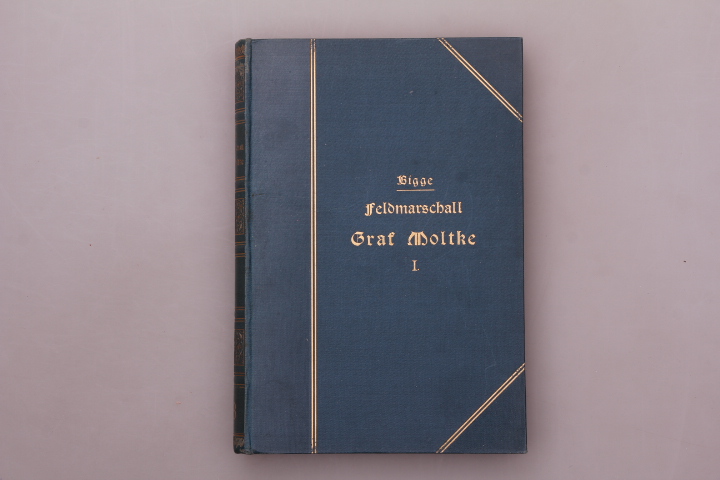 Bigge
Feldmarschall
Graf Moltke
I.